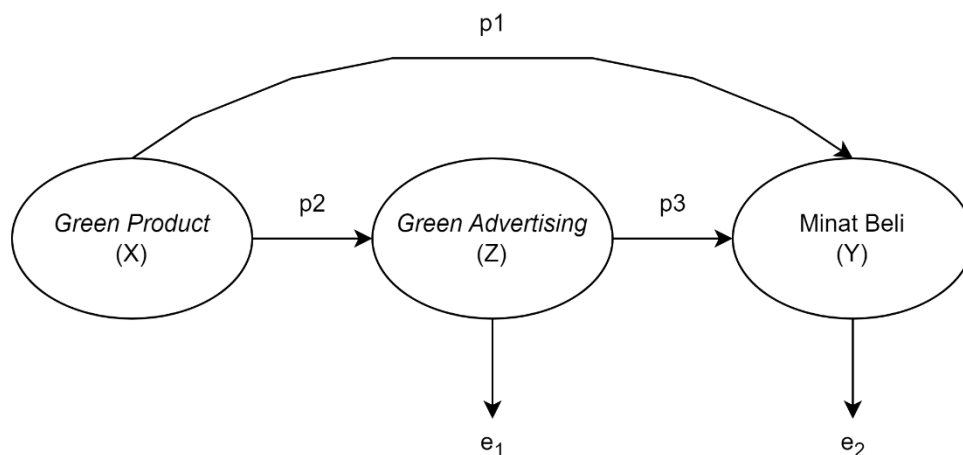 p1
Green Product
(X)
p2
Green Advertising
(Z)
p3
Minat Beli
(Y)
e1
e2